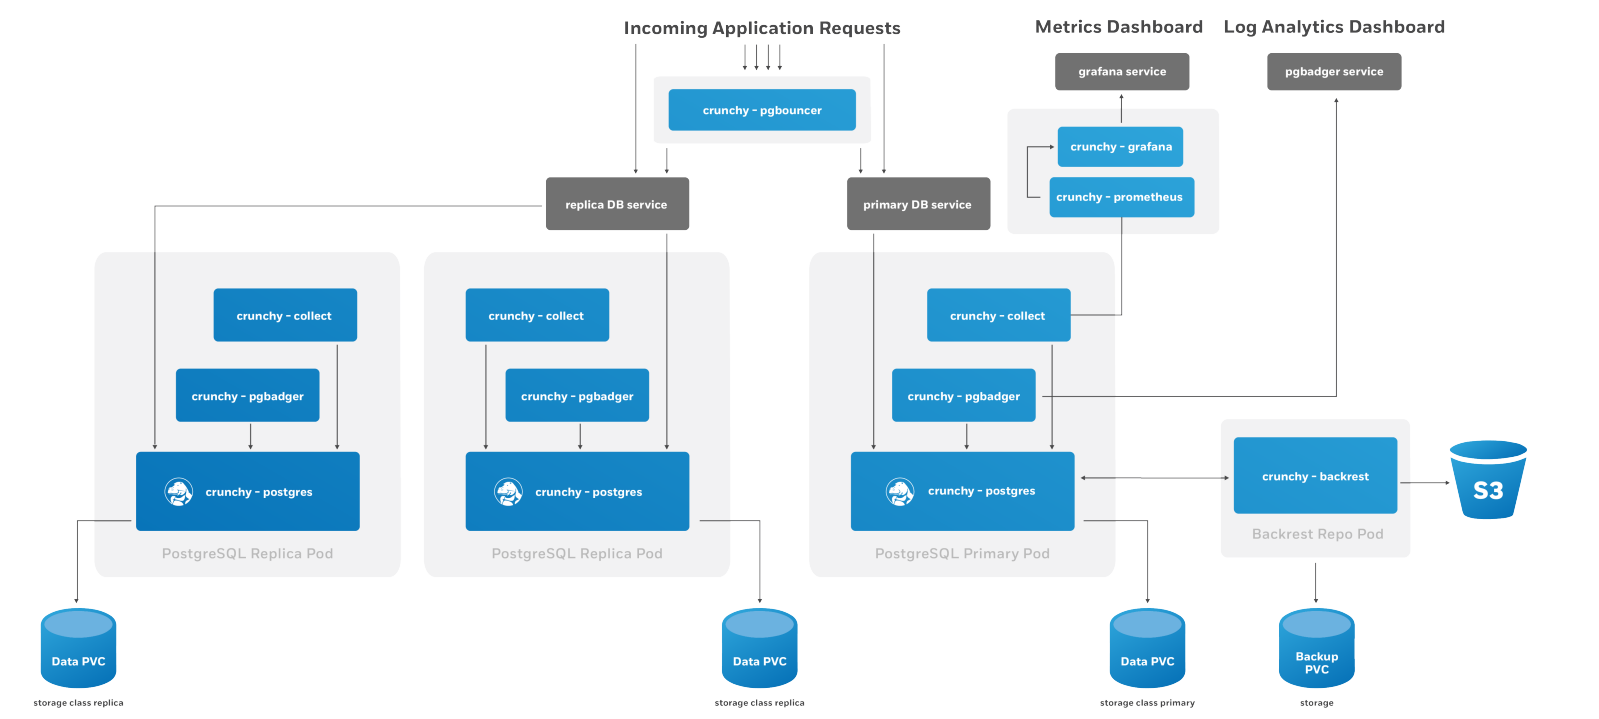 Incoming Application Requests
Metrics Dashboard
Log Analytics Dashboard
grafana service
pgbadger service
crunchy - pgbouncer
crunchy - grafana
crunchy - prometheus
replica DB service
primary DB service
crunchy - collect
crunchy - collect
crunchy - collect
crunchy - pgbadger
crunchy - pgbadger
crunchy - pgbadger
crunchy - postgres
crunchy - postgres
crunchy - postgres
crunchy - backrest
S3
PostgreSQL Replica Pod
PostgreSQL Replica Pod
PostgreSQL Primary Pod
Backrest Repo Pod
Data PVC
Data PVC
Data PVC
Backup
PVC
storage class replica
storage class replica
storage class primary
storage